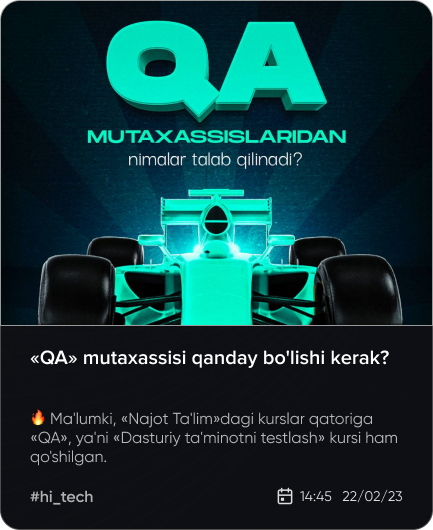 QA
MUTAXASSISLARIDAN
nimalar talab qilinadi?
«QA» mutaxassisi qanday bo'lishi kerak?
🔥 Ma'lumki, «Najot Ta'lim»dagi kurslar qatoriga
«QA», ya'ni «Dasturiy ta'minotni testlash» kursi ham
qo'shilgan.
#hi_tech 14:45 22/02/23